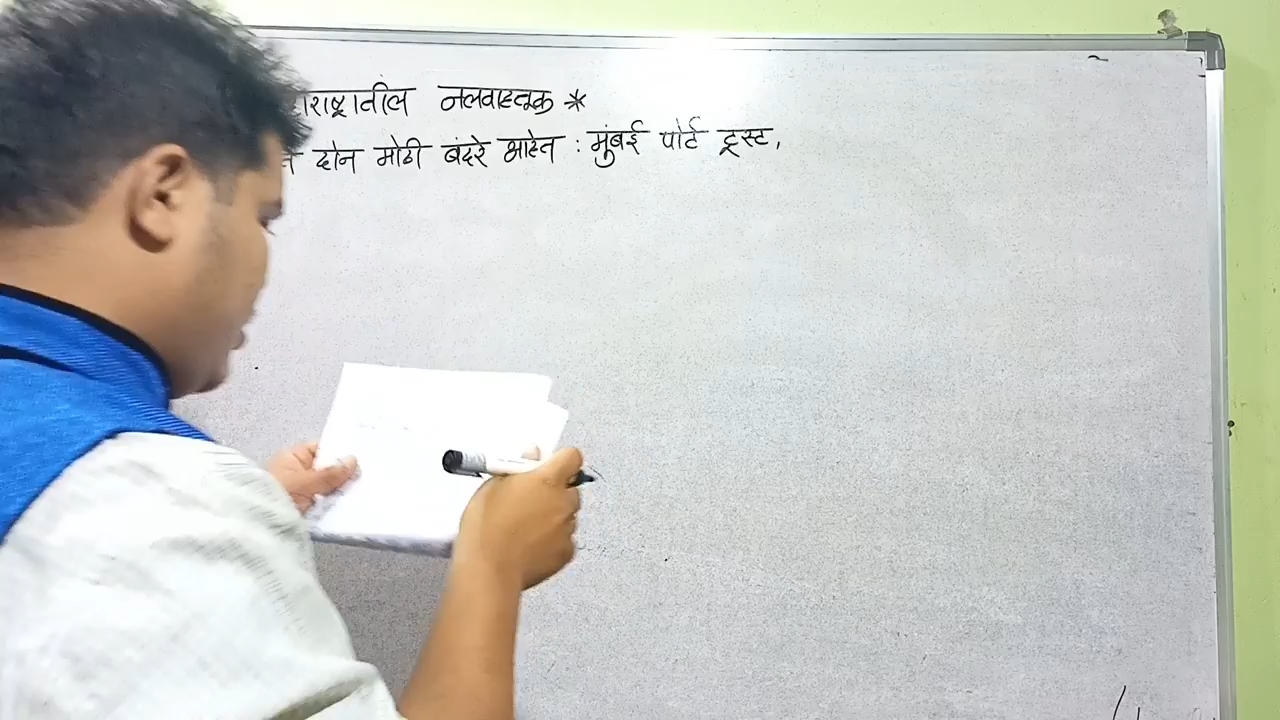 ाराष्ट्रातील जलवाहतूक *
दोन मोठी बंदरे आहेत : मुंबई पोर्ट ट्रस्ट,